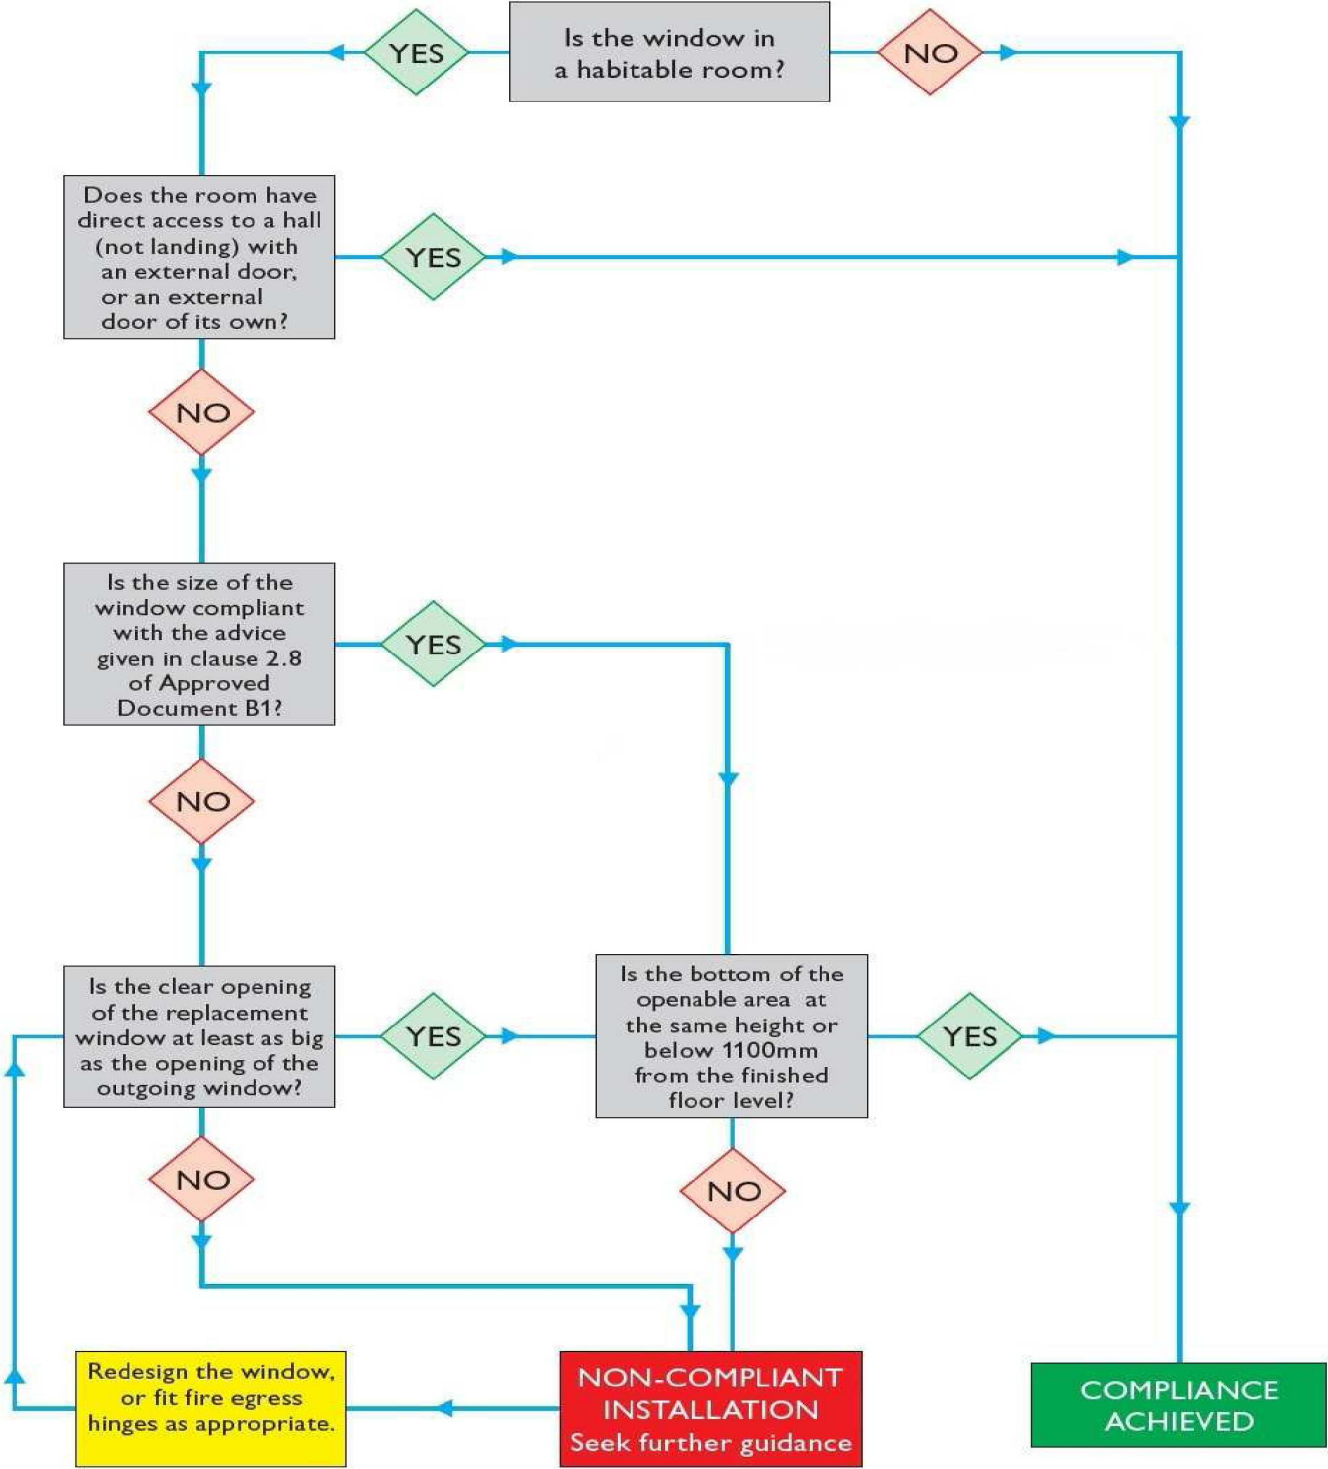 YES
Is the window in
a habitable room?
NO
Does the room have
direct access to a hall
(not landing) with
an external door,
or an external
door of its own?
YES
NO
Is the size of the
window compliant
with the advice
given in clause 2.8
of Approved
Document B1?
YES
NO
Is the clear opening
of the replacement
window at least as big
as the opening of the
outgoing window?
YES
Is the bottom of the
openable area at
the same height or
below 1100mm
from the finished
floor level?
YES
NO
NO
Redesign the window,
or fit fire egress
hinges as appropriate.
NON-COMPLIANT
INSTALLATION
Seek further guidance
COMPLIANCE
ACHIEVED